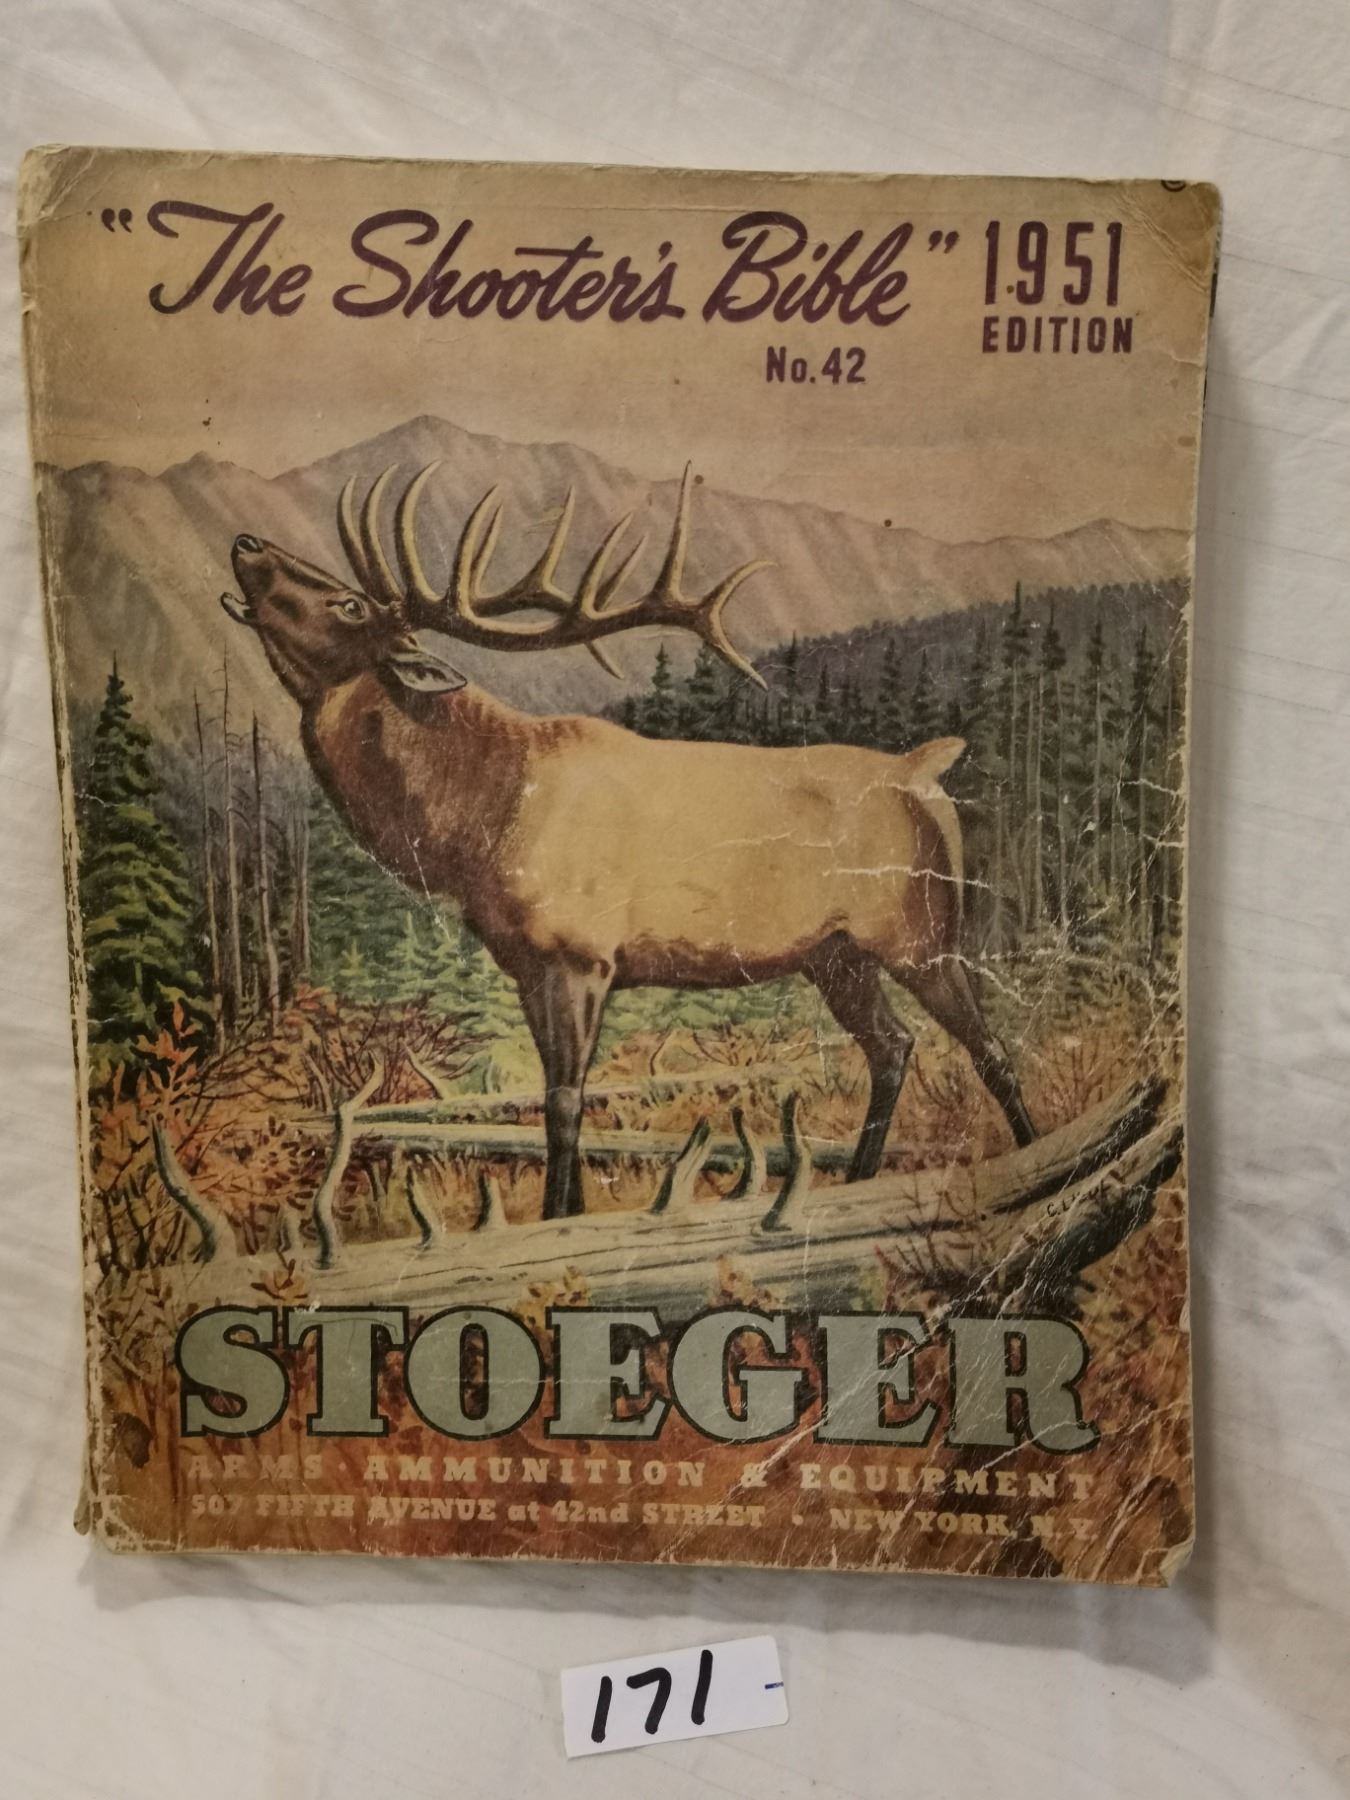 "The Shooter's Bible" 1951
EDITION
No. 42
STOEGER
ARMS · AMMUNITION & EQUIPMENT
507 FIFTH AVENUE at 42nd STREET · NEW YORK, N.Y.
171